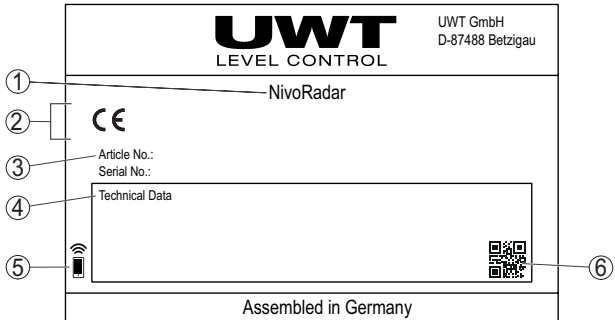 UWT
LEVEL CONTROL
UWT GmbH
D-87488 Betzigau
1
NivoRadar
2
CE
3
Article No.:
Serial No.:
4
Technical Data
5
6
Assembled in Germany